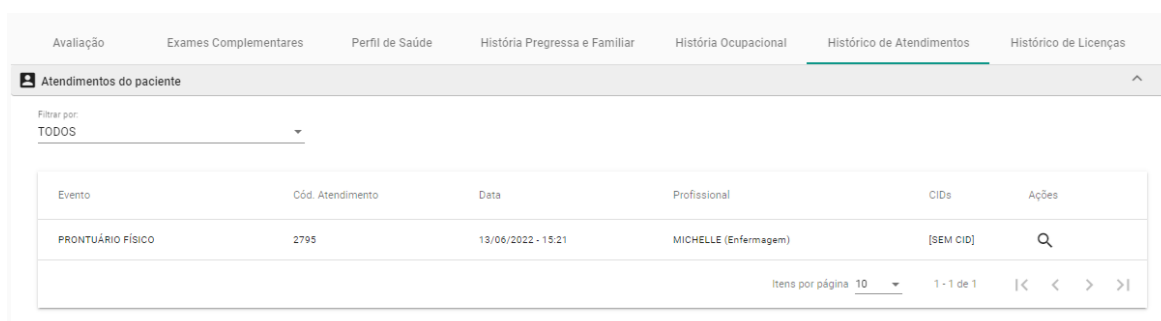 Avaliação Exames Complementares Perfil de Saúde História Pregressa e Familiar História Ocupacional Histórico de Atendimentos Histórico de Licenças
Atendimentos do paciente
Filtrar por:
TODOS
Evento Cód. Atendimento Data Profissional CIDs Ações
PRONTUÁRIO FÍSICO 2795 13/06/2022 - 15:21 MICHELLE (Enfermagem) [SEM CID]
Itens por página 10 1 - 1 de 1